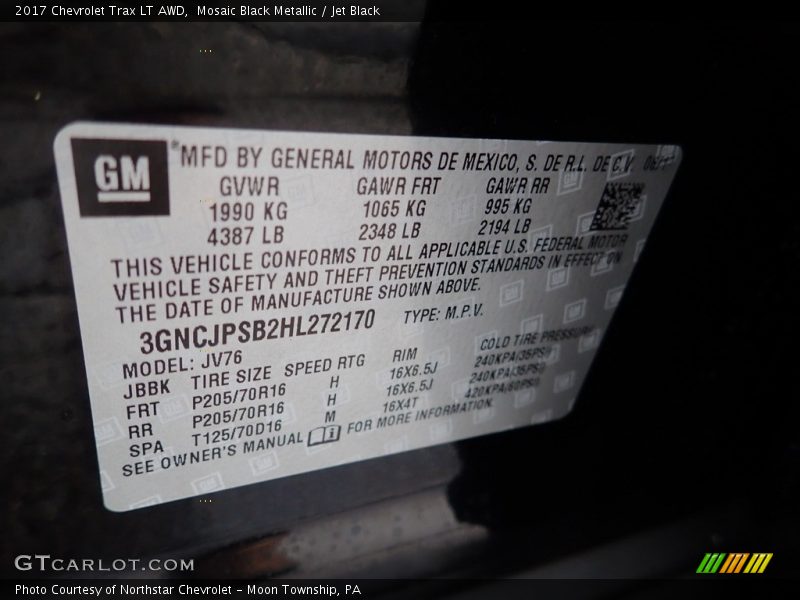 2017 Chevrolet Trax LT AWD, Mosaic Black Metallic / Jet Black
GM
MFD BY GENERAL MOTORS DE MEXICO, S. DE R.L. DE C.V.
GVWR GAWR FRT GAWR RR
1990 KG 1065 KG 995 KG
4387 LB 2348 LB 2194 LB
THIS VEHICLE CONFORMS TO ALL APPLICABLE U.S. FEDERAL MOTOR
VEHICLE SAFETY AND THEFT PREVENTION STANDARDS IN EFFECT ON
THE DATE OF MANUFACTURE SHOWN ABOVE.
3GNCJPSB2HL272170 TYPE: M.P.V.
MODEL: JV76
JBBK TIRE SIZE SPEED RTG RIM COLD TIRE PRESSURE
FRT P205/70R16 H 16X6.5J 240KPA(35PSI)
RR P205/70R16 H 16X6.5J 240KPA(35PSI)
SPA T125/70D16 M 16X4T 420KPA(60PSI)
SEE OWNER'S MANUAL FOR MORE INFORMATION.
GTCARLOT.COM
Photo Courtesy of Northstar Chevrolet - Moon Township, PA